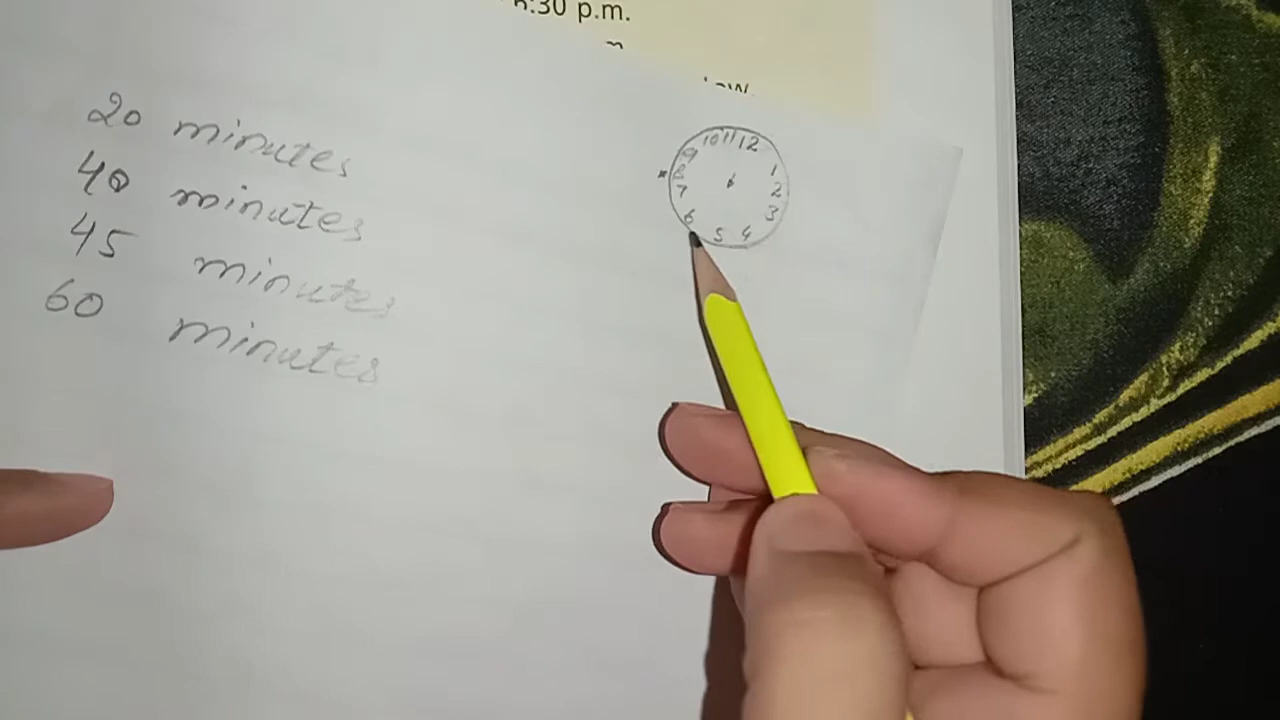 6:30 p.m.
20 minutes
40 minutes
45 minutes
60 minutes
10 11 12
9 1
8 2
7 3
6 5 4